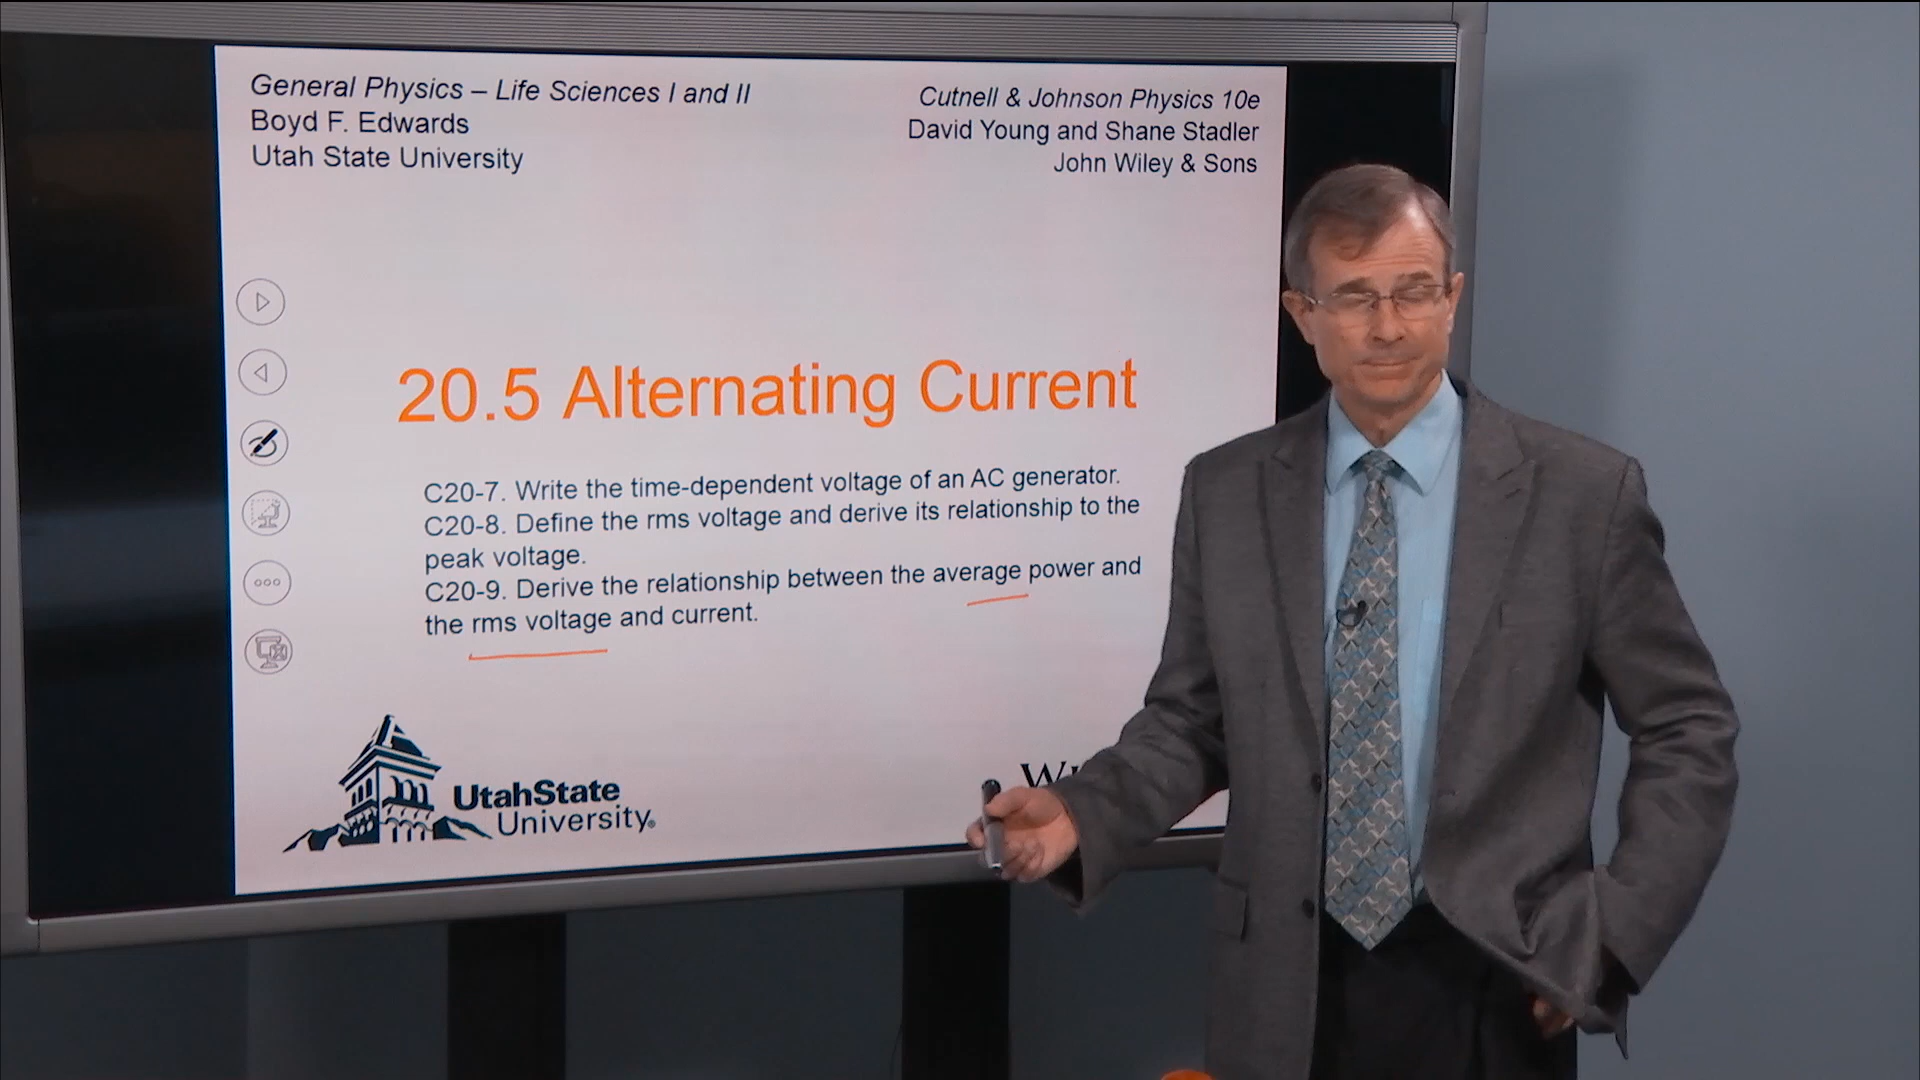 General Physics – Life Sciences I and II
Boyd F. Edwards
Utah State University
Cutnell & Johnson Physics 10e
David Young and Shane Stadler
John Wiley & Sons
20.5 Alternating Current
C20-7. Write the time-dependent voltage of an AC generator.
C20-8. Define the rms voltage and derive its relationship to the
peak voltage.
C20-9. Derive the relationship between the average power and
the rms voltage and current.
UtahState
University®